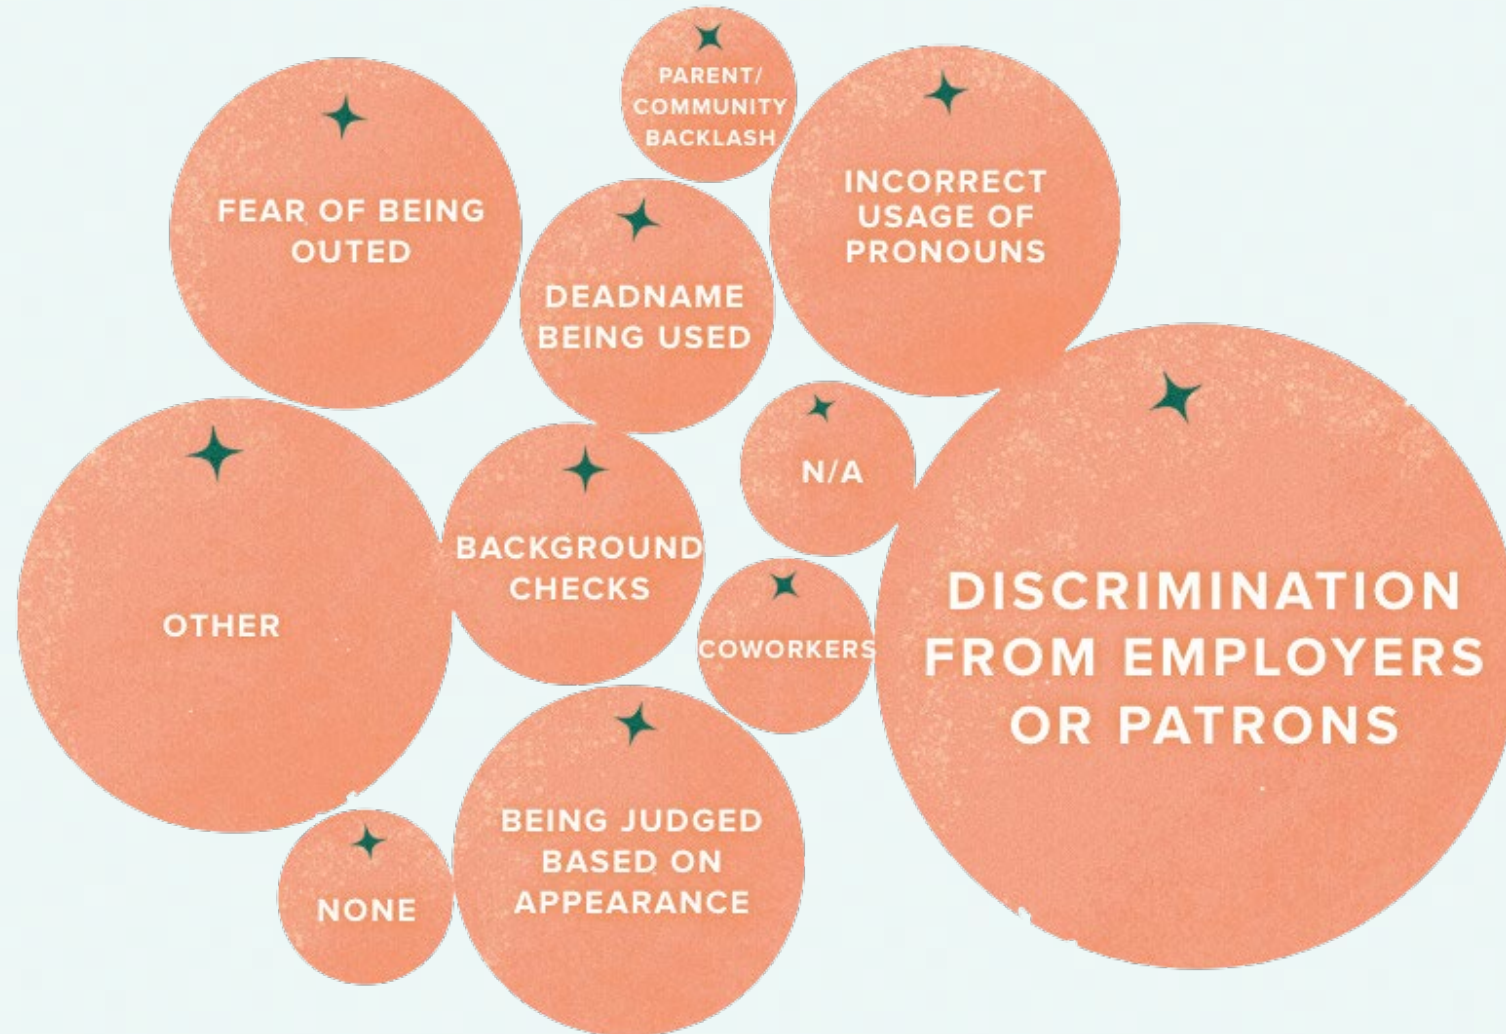 PARENT/
COMMUNITY
BACKLASH
FEAR OF BEING
OUTED
INCORRECT
USAGE OF
PRONOUNS
DEADNAME
BEING USED
N/A
BACKGROUND
CHECKS
OTHER
COWORKERS
DISCRIMINATION
FROM EMPLOYERS
OR PATRONS
BEING JUDGED
BASED ON
APPEARANCE
NONE